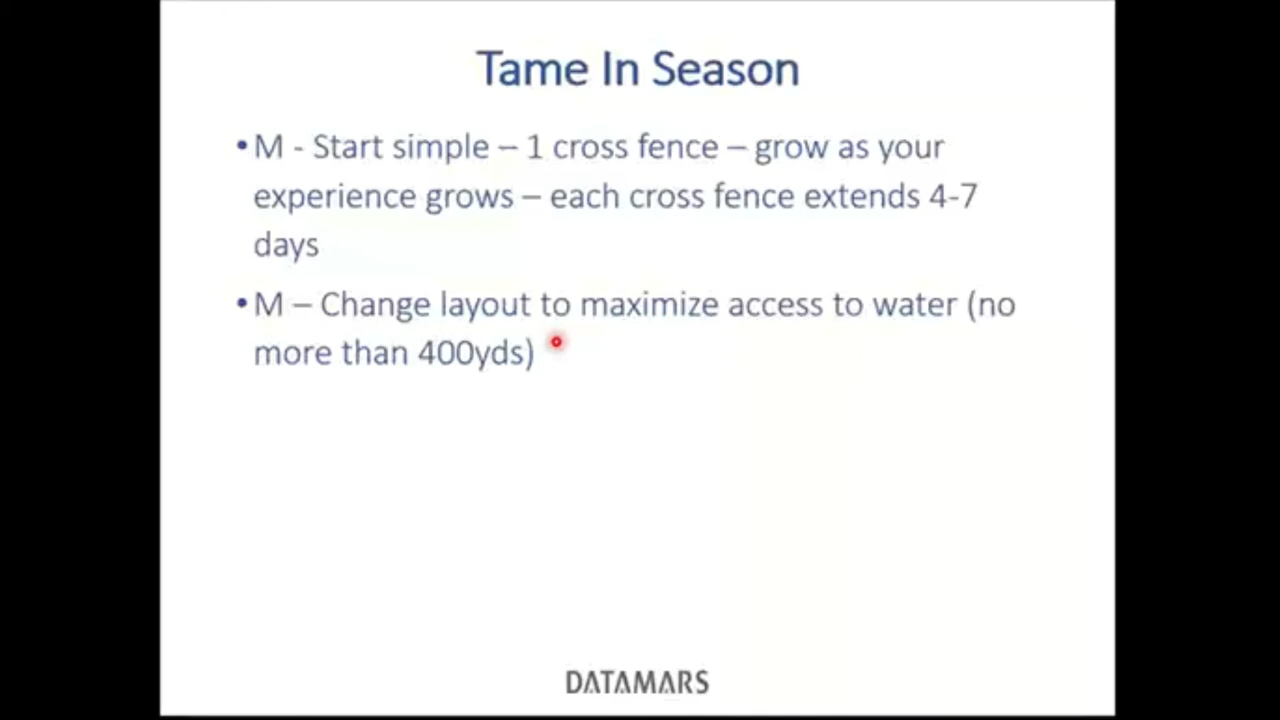 Tame In Season
•M - Start simple – 1 cross fence – grow as your
experience grows – each cross fence extends 4-7
days
•M – Change layout to maximize access to water (no
more than 400yds)
DATAMARS